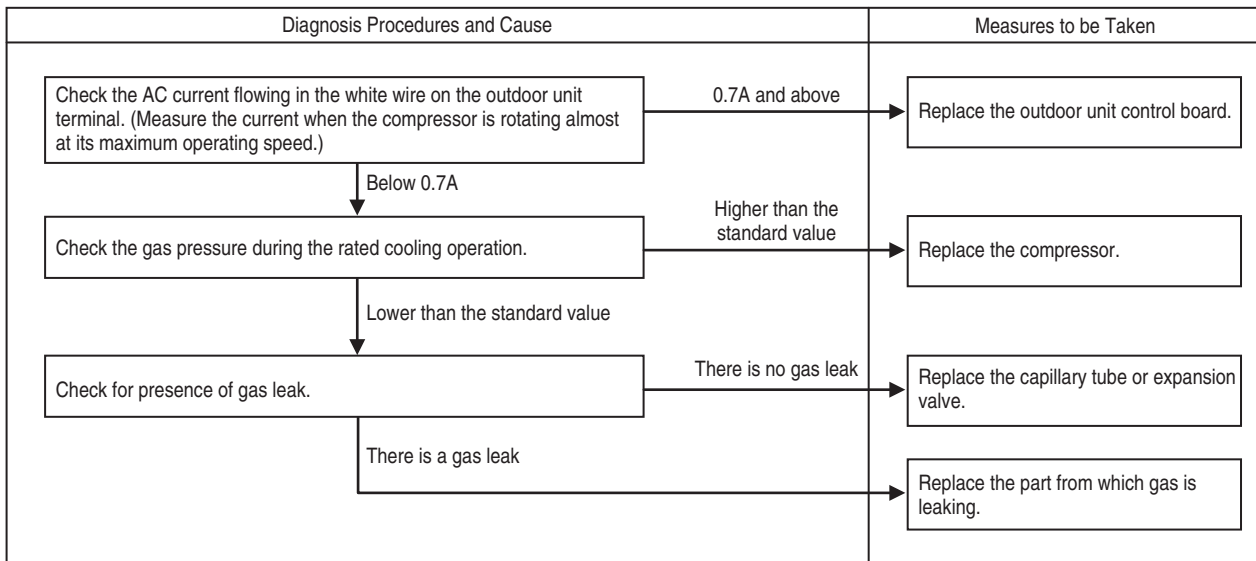 Diagnosis Procedures and Cause
Measures to be Taken
Check the AC current flowing in the white wire on the outdoor unit
terminal. (Measure the current when the compressor is rotating almost
at its maximum operating speed.)
0.7A and above
Replace the outdoor unit control board.
Below 0.7A
Check the gas pressure during the rated cooling operation.
Higher than the
standard value
Replace the compressor.
Lower than the standard value
Check for presence of gas leak.
There is no gas leak
Replace the capillary tube or expansion
valve.
There is a gas leak
Replace the part from which gas is
leaking.